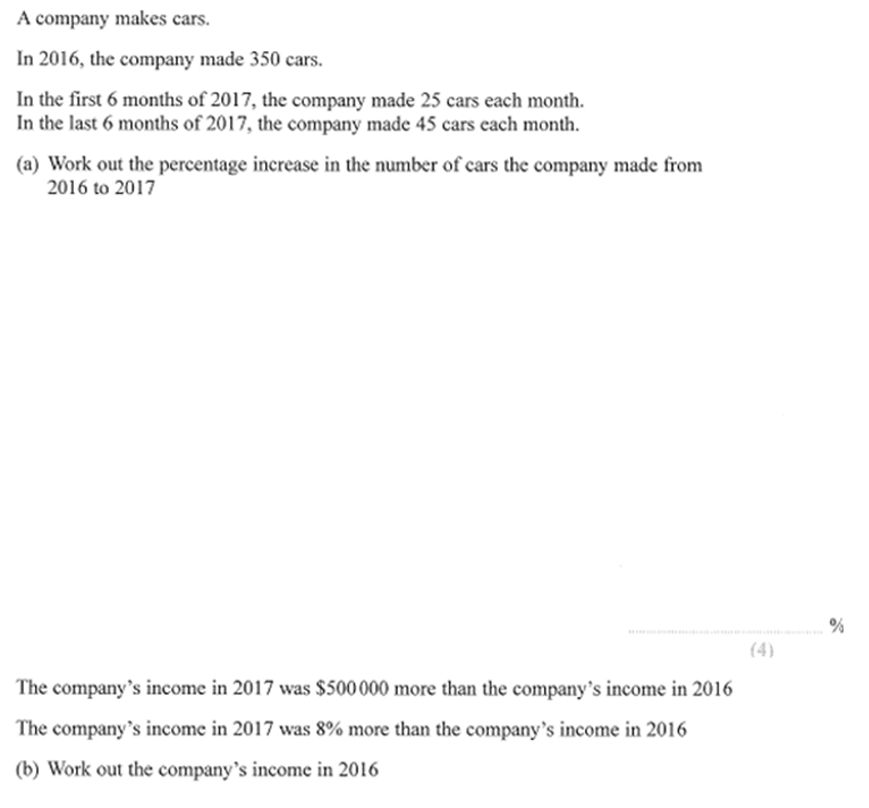 A company makes cars.
In 2016, the company made 350 cars.
In the first 6 months of 2017, the company made 25 cars each month.
In the last 6 months of 2017, the company made 45 cars each month.
(a) Work out the percentage increase in the number of cars the company made from
2016 to 2017
%
(4)
The company's income in 2017 was $500 000 more than the company's income in 2016
The company's income in 2017 was 8% more than the company's income in 2016
(b) Work out the company's income in 2016